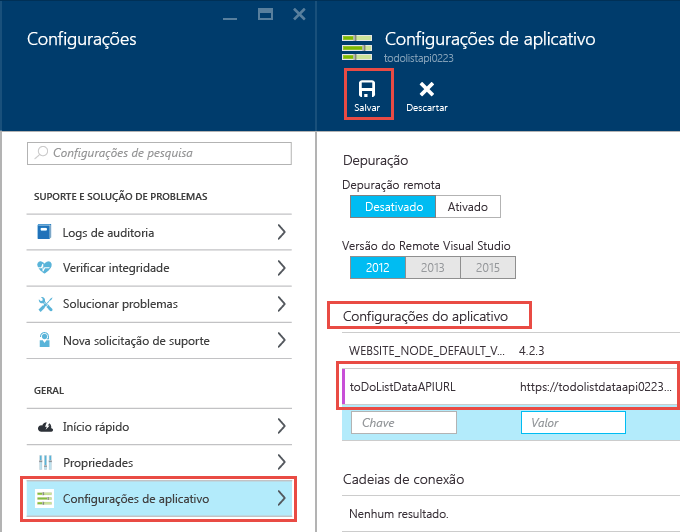 Configurações
Configurações de pesquisa
SUPORTE E SOLUÇÃO DE PROBLEMAS
Logs de auditoria
Verificar integridade
Solucionar problemas
Nova solicitação de suporte
GERAL
Início rápido
Propriedades
Configurações de aplicativo
Configurações de aplicativo
todolistapi0223
Salvar
Descartar
Depuração
Depuração remota
Desativado Ativado
Versão do Remote Visual Studio
2012 2013 2015
Configurações do aplicativo
WEBSITE_NODE_DEFAULT_V... 4.2.3
toDoListDataAPIURL https://todolistdataapi0223...
Chave Valor
Cadeias de conexão
Nenhum resultado.